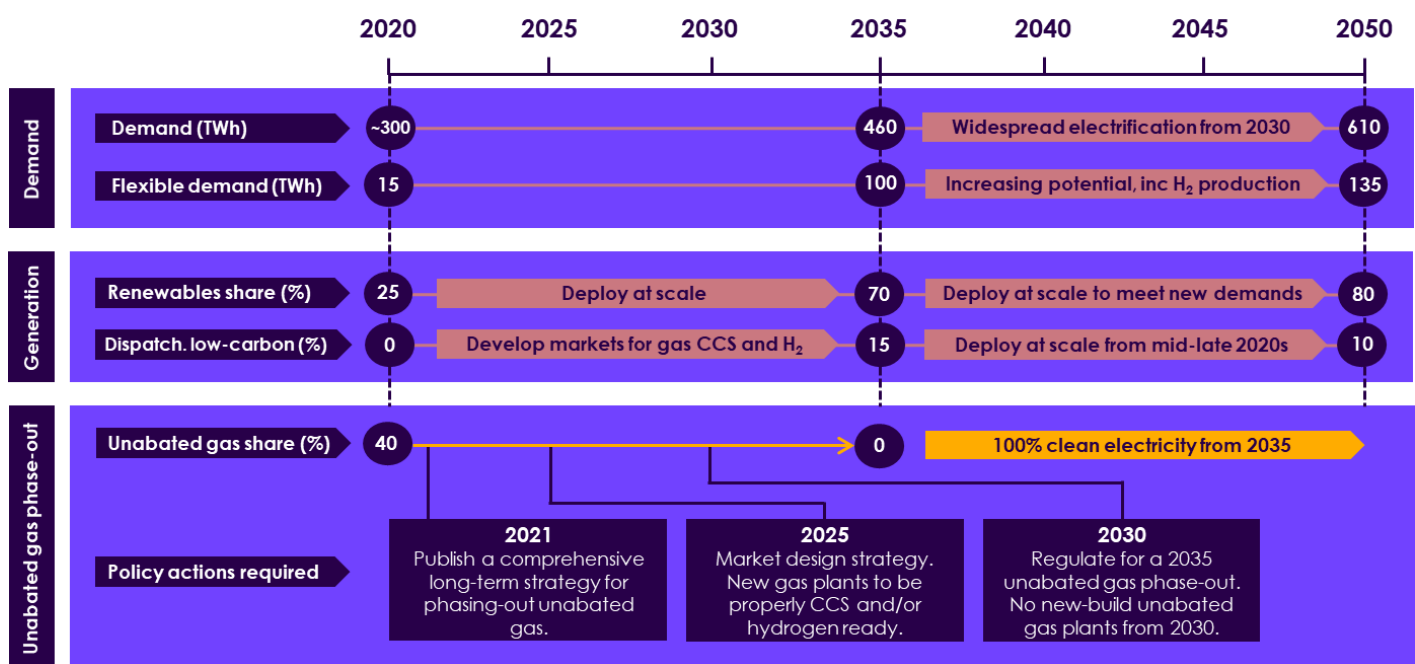 2020 2025 2030 2035 2040 2045 2050
Demand
Demand (TWh) ~300 460 Widespread electrification from 2030 610
Flexible demand (TWh) 15 100 Increasing potential, inc H₂ production 135
Generation
Renewables share (%) 25 Deploy at scale 70 Deploy at scale to meet new demands 80
Dispatch. low-carbon (%) 0 Develop markets for gas CCS and H₂ 15 Deploy at scale from mid-late 2020s 10
Unabated gas phase-out
Unabated gas share (%) 40 0 100% clean electricity from 2035
Policy actions required
2021
Publish a comprehensive
long-term strategy for
phasing-out unabated
gas.
2025
Market design strategy.
New gas plants to be
properly CCS and/or
hydrogen ready.
2030
Regulate for a 2035
unabated gas phase-out.
No new-build unabated
gas plants from 2030.